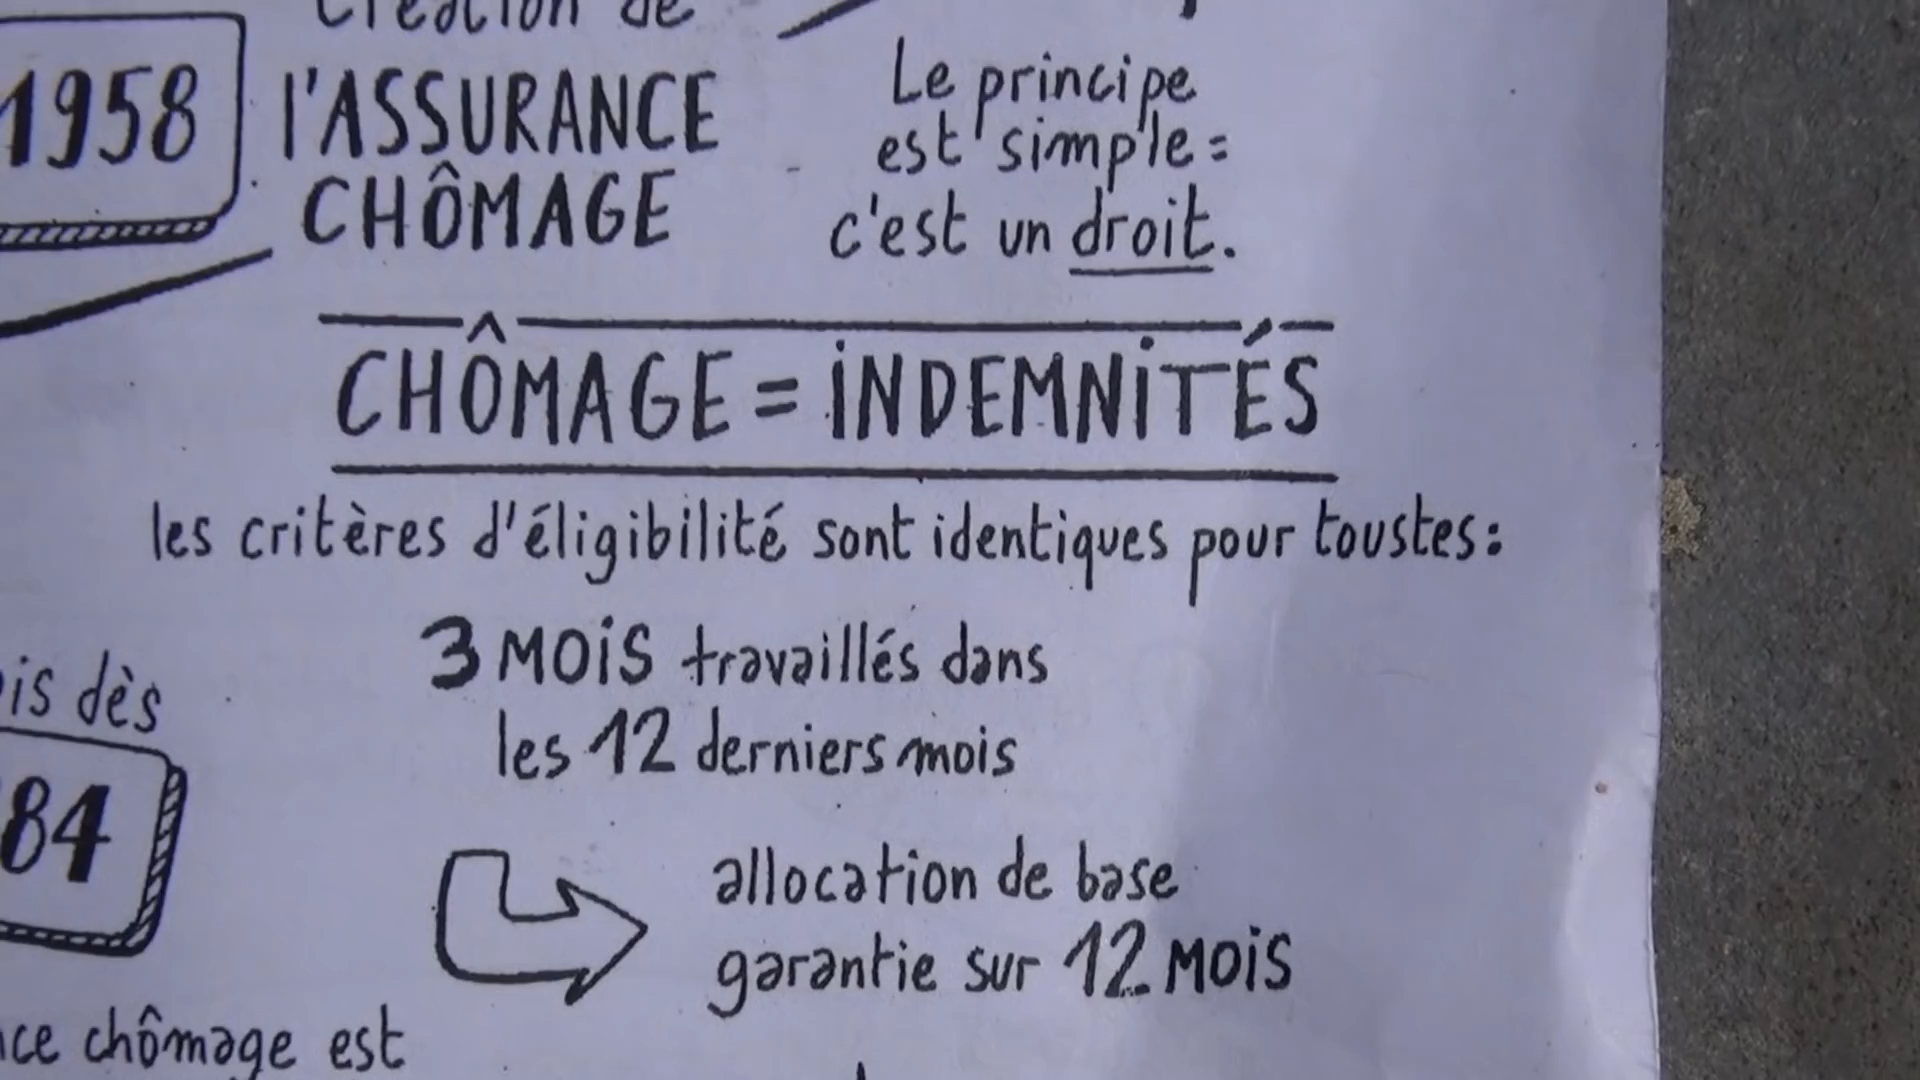 Création de
1958
l'ASSURANCE
CHÔMAGE
Le principe
est simple =
c'est un droit.
CHÔMAGE = iNDEMNiTÉS
les critères d'éligibilité sont identiques pour toustes :
3 MOiS travaillés dans
les 12 derniers mois
dès
84
allocation de base
garantie sur 12 MOiS
chômage est